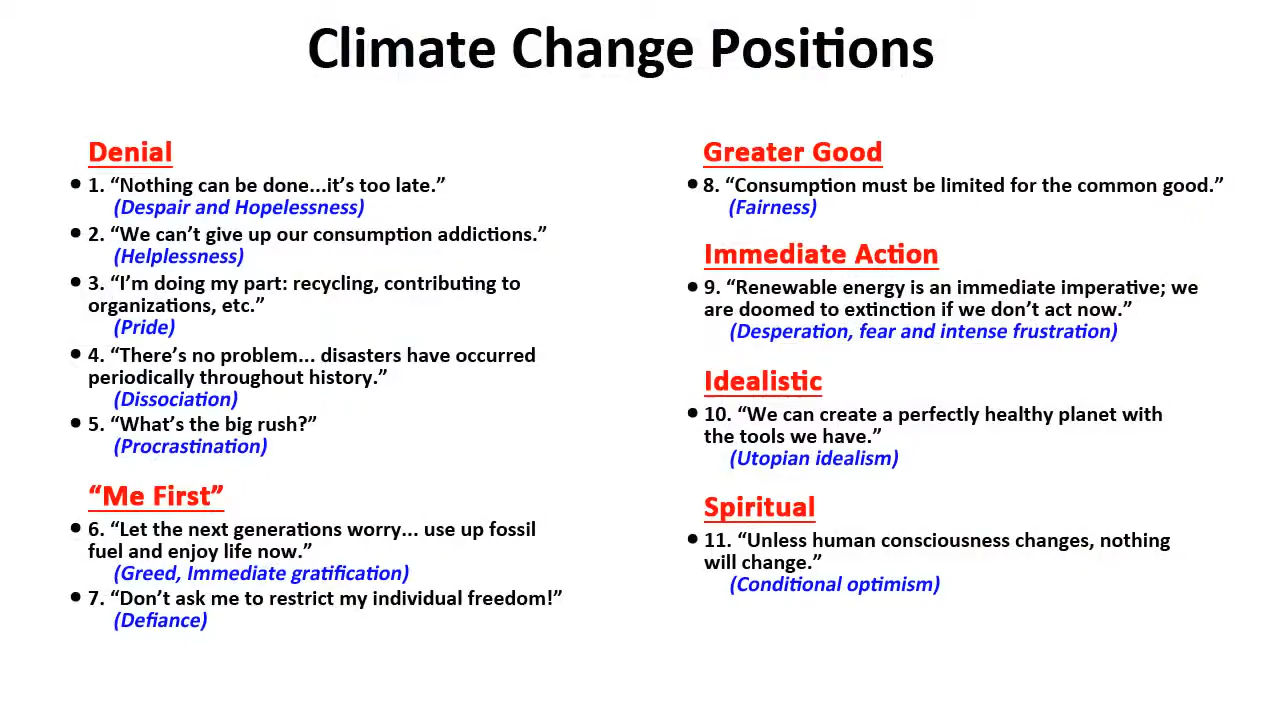 Climate Change Positions
Denial
• 1. “Nothing can be done...it’s too late.”
(Despair and Hopelessness)
• 2. “We can’t give up our consumption addictions.”
(Helplessness)
• 3. “I’m doing my part: recycling, contributing to
organizations, etc.”
(Pride)
• 4. “There’s no problem... disasters have occurred
periodically throughout history.”
(Dissociation)
• 5. “What’s the big rush?”
(Procrastination)
“Me First”
• 6. “Let the next generations worry... use up fossil
fuel and enjoy life now.”
(Greed, Immediate gratification)
• 7. “Don’t ask me to restrict my individual freedom!”
(Defiance)
Greater Good
• 8. “Consumption must be limited for the common good.”
(Fairness)
Immediate Action
• 9. “Renewable energy is an immediate imperative; we
are doomed to extinction if we don’t act now.”
(Desperation, fear and intense frustration)
Idealistic
• 10. “We can create a perfectly healthy planet with
the tools we have.”
(Utopian idealism)
Spiritual
• 11. “Unless human consciousness changes, nothing
will change.”
(Conditional optimism)